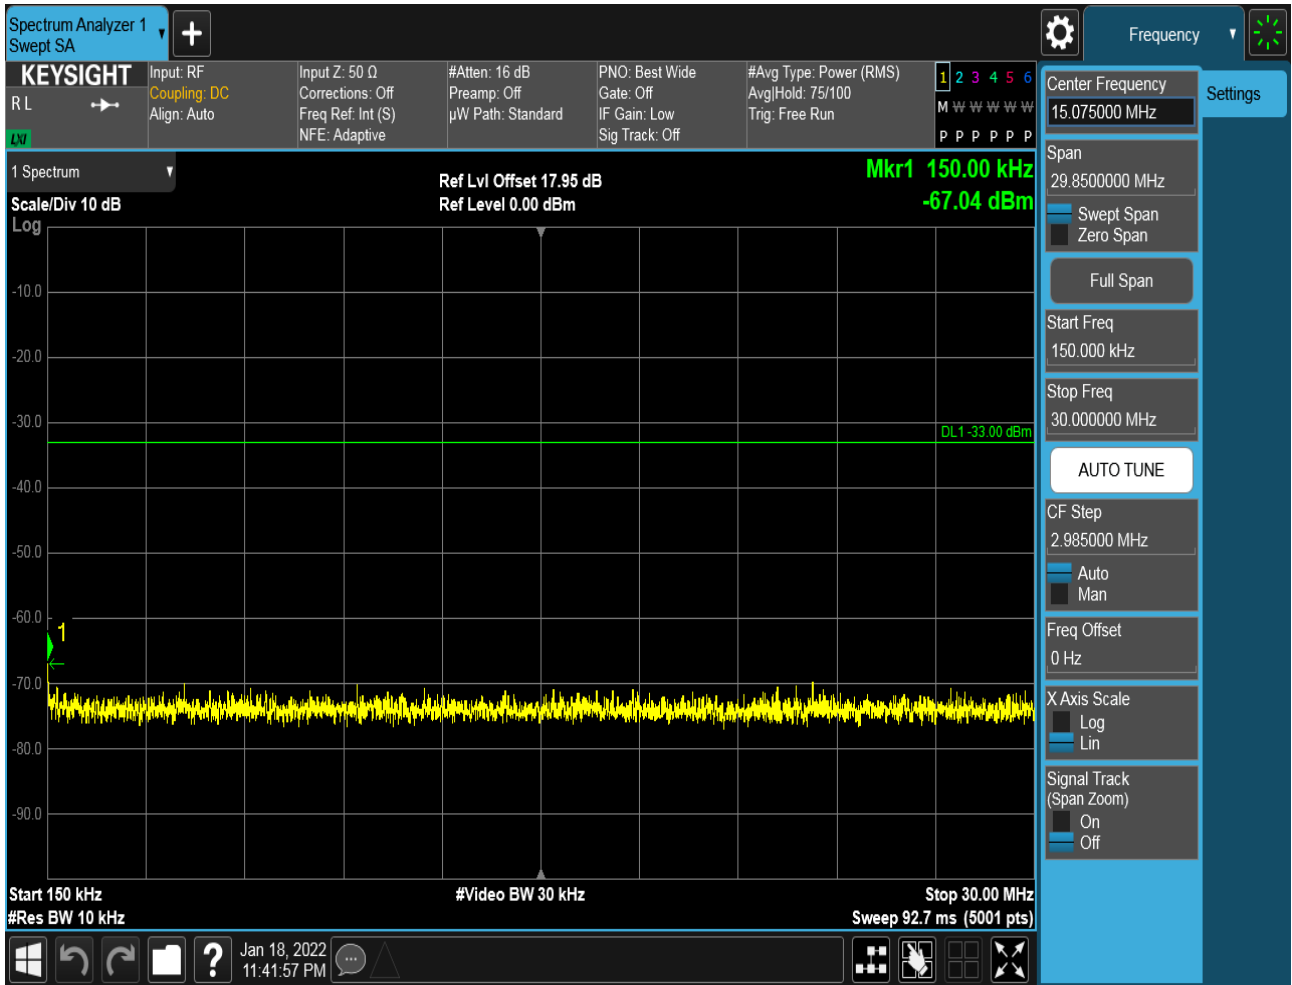 Spectrum Analyzer 1
Swept SA
Frequency
KEYSIGHT
R L
LXI
Input: RF
Coupling: DC
Align: Auto
Input Z: 50 Ω
Corrections: Off
Freq Ref: Int (S)
NFE: Adaptive
#Atten: 16 dB
Preamp: Off
µW Path: Standard
PNO: Best Wide
Gate: Off
IF Gain: Low
Sig Track: Off
#Avg Type: Power (RMS)
Avg|Hold: 75/100
Trig: Free Run
1 2 3 4 5 6
M W W W W W
P P P P P P
1 Spectrum
Scale/Div 10 dB
Log
Ref Lvl Offset 17.95 dB
Ref Level 0.00 dBm
Mkr1 150.00 kHz
-67.04 dBm
-10.0
-20.0
-30.0
DL1 -33.00 dBm
-40.0
-50.0
-60.0
1
-70.0
-80.0
-90.0
Start 150 kHz
#Video BW 30 kHz
Stop 30.00 MHz
#Res BW 10 kHz
Sweep 92.7 ms (5001 pts)
Jan 18, 2022
11:41:57 PM
Center Frequency
15.075000 MHz
Settings
Span
29.8500000 MHz
Swept Span
Zero Span
Full Span
Start Freq
150.000 kHz
Stop Freq
30.000000 MHz
AUTO TUNE
CF Step
2.985000 MHz
Auto
Man
Freq Offset
0 Hz
X Axis Scale
Log
Lin
Signal Track
(Span Zoom)
On
Off